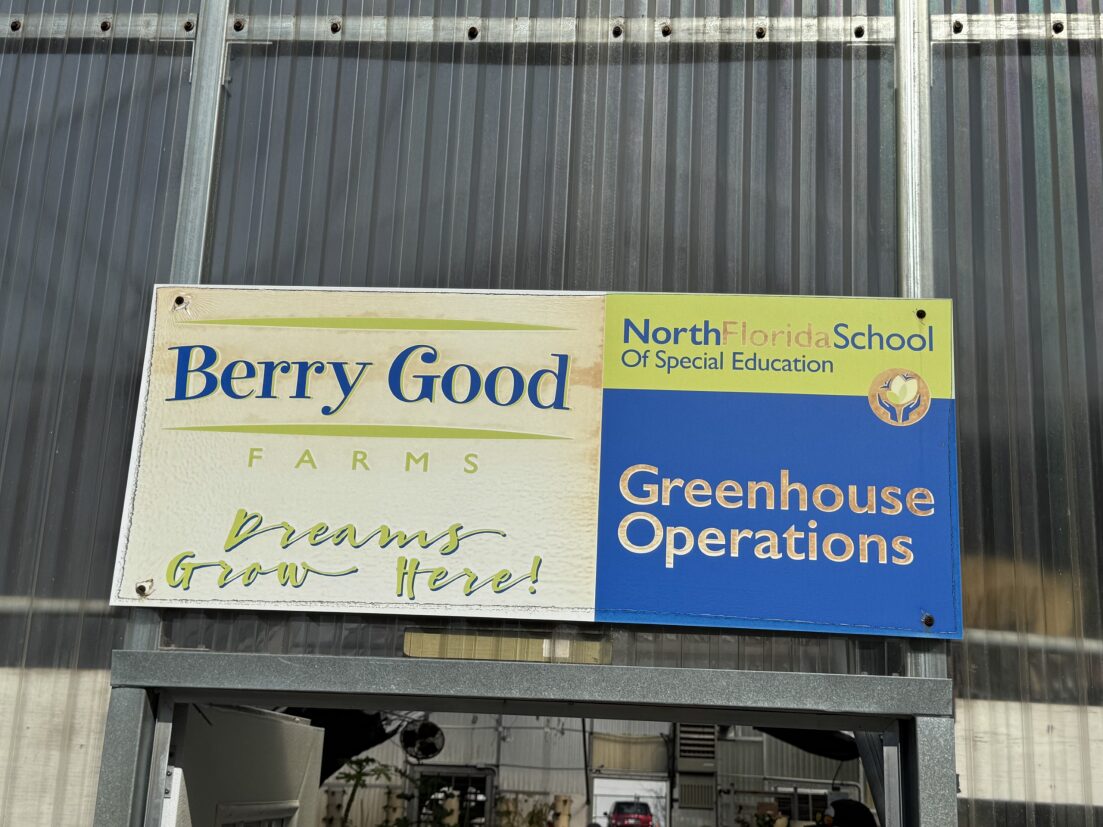 Berry Good
FARMS
Dreams
Grow Here!
NorthFloridaSchool
Of Special Education
Greenhouse
Operations